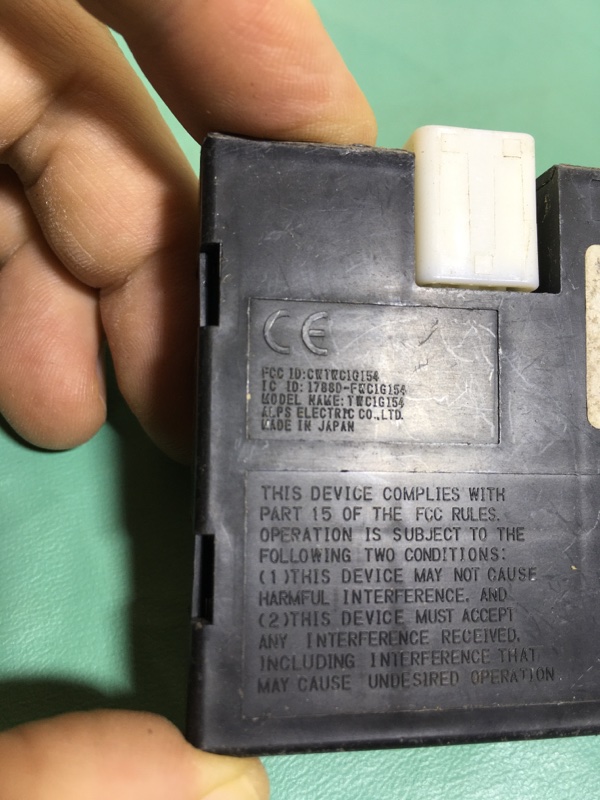 CE
FCC ID:CWTWC1G154
IC ID:1788D-FWC1G154
MODEL NAME:TWC1G154
ALPS ELECTRIC CO.,LTD.
MADE IN JAPAN
THIS DEVICE COMPLIES WITH
PART 15 OF THE FCC RULES.
OPERATION IS SUBJECT TO THE
FOLLOWING TWO CONDITIONS:
(1)THIS DEVICE MAY NOT CAUSE
HARMFUL INTERFERENCE, AND
(2)THIS DEVICE MUST ACCEPT
ANY INTERFERENCE RECEIVED,
INCLUDING INTERFERENCE THAT
MAY CAUSE UNDESIRED OPERATION